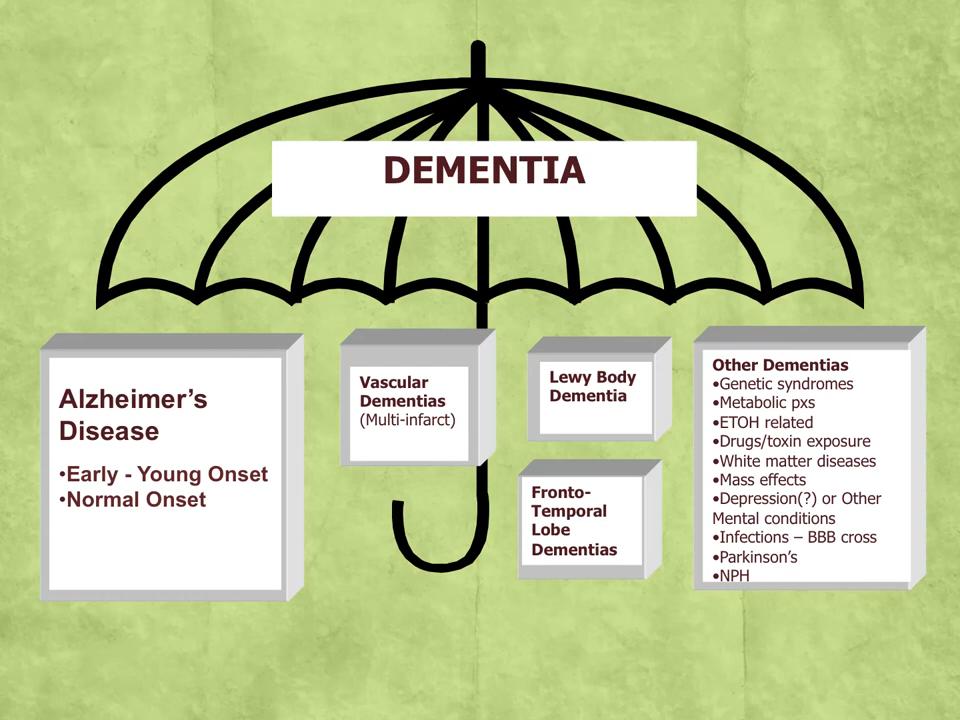 DEMENTIA
Alzheimer’s
Disease
•Early - Young Onset
•Normal Onset
Vascular
Dementias
(Multi-infarct)
Lewy Body
Dementia
Fronto-
Temporal
Lobe
Dementias
Other Dementias
•Genetic syndromes
•Metabolic pxs
•ETOH related
•Drugs/toxin exposure
•White matter diseases
•Mass effects
•Depression(?) or Other
Mental conditions
•Infections – BBB cross
•Parkinson’s
•NPH